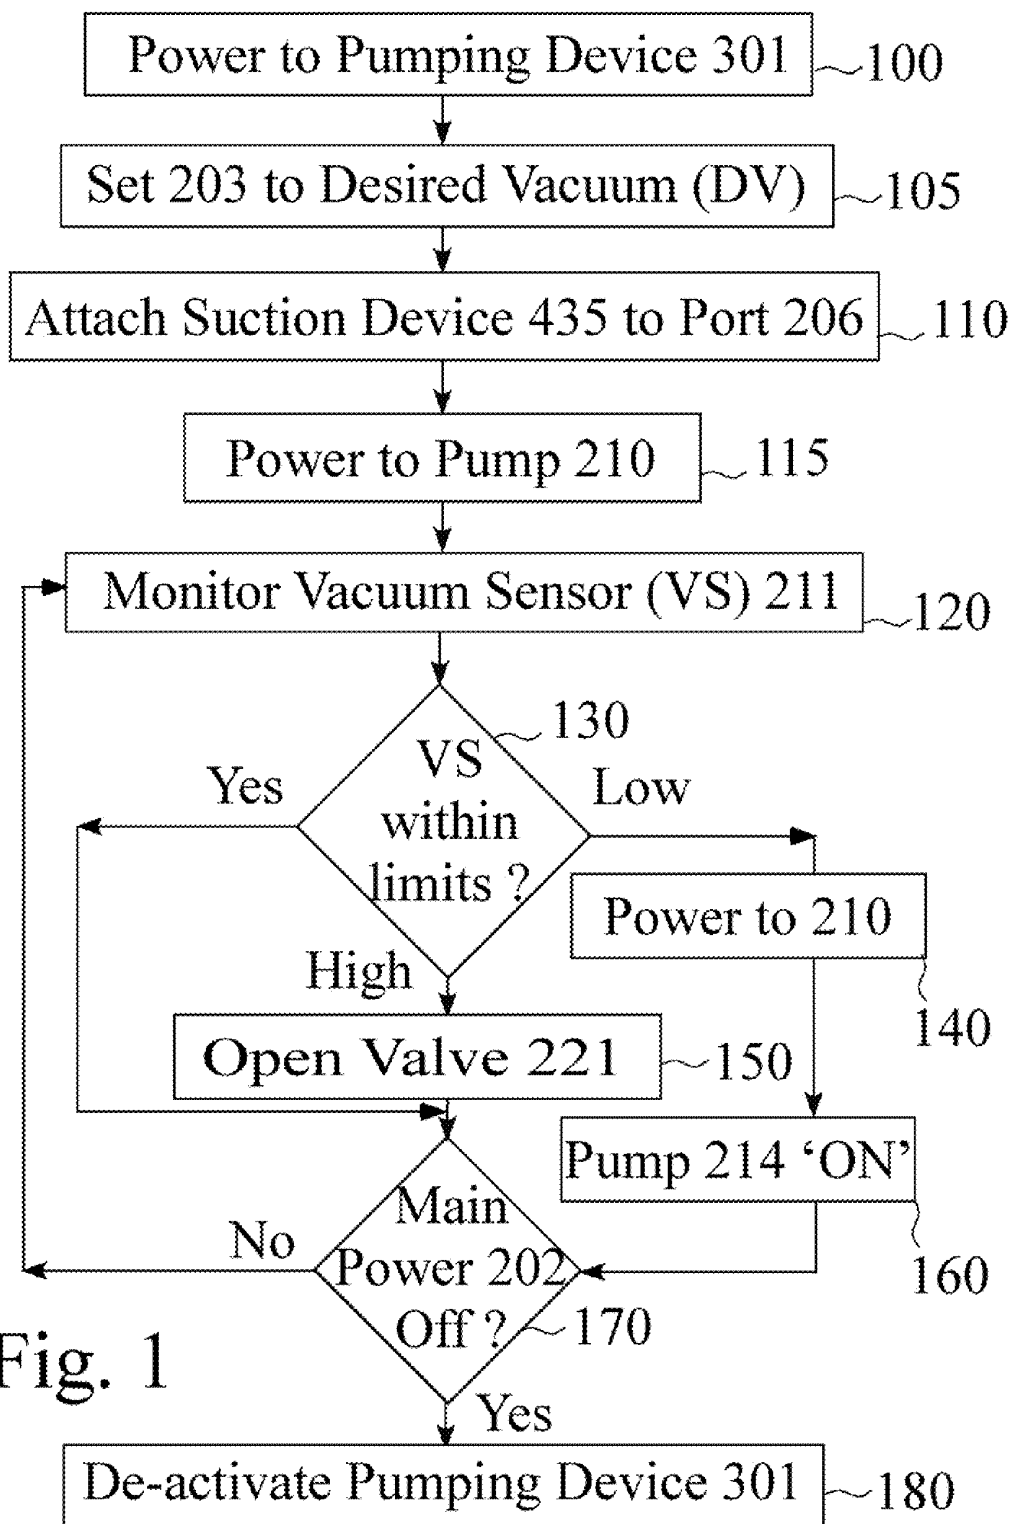 Power to Pumping Device 301
100
Set 203 to Desired Vacuum (DV)
105
Attach Suction Device 435 to Port 206
110
Power to Pump 210
115
Monitor Vacuum Sensor (VS) 211
120
130
VS
within
limits ?
Yes
Low
High
Power to 210
140
Open Valve 221
150
Pump 214 ‘ON’
160
Main
Power 202
Off ?
170
No
Yes
Fig. 1
De-activate Pumping Device 301
180